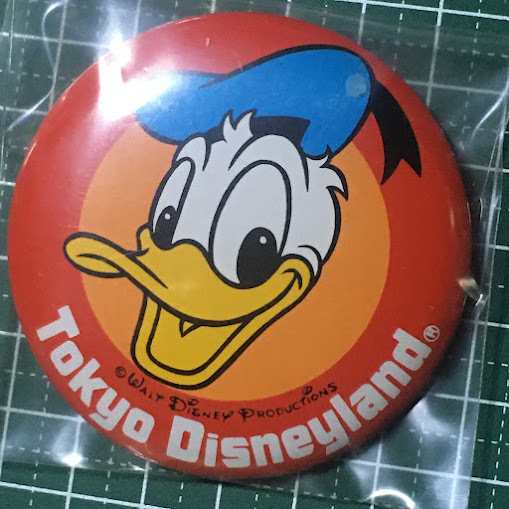 © WALT DISNEY PRODUCTIONS
Tokyo Disneyland®